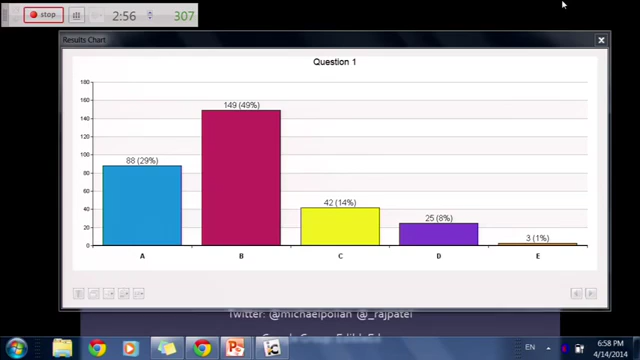 stop
2:56
307
Results Chart
Question 1
180
160
140
120
100
80
60
40
20
0
88 (29%)
149 (49%)
42 (14%)
25 (8%)
3 (1%)
A
B
C
D
E
Twitter: @michaelpolian @_rajpatel
EN
6:58 PM
4/14/2014